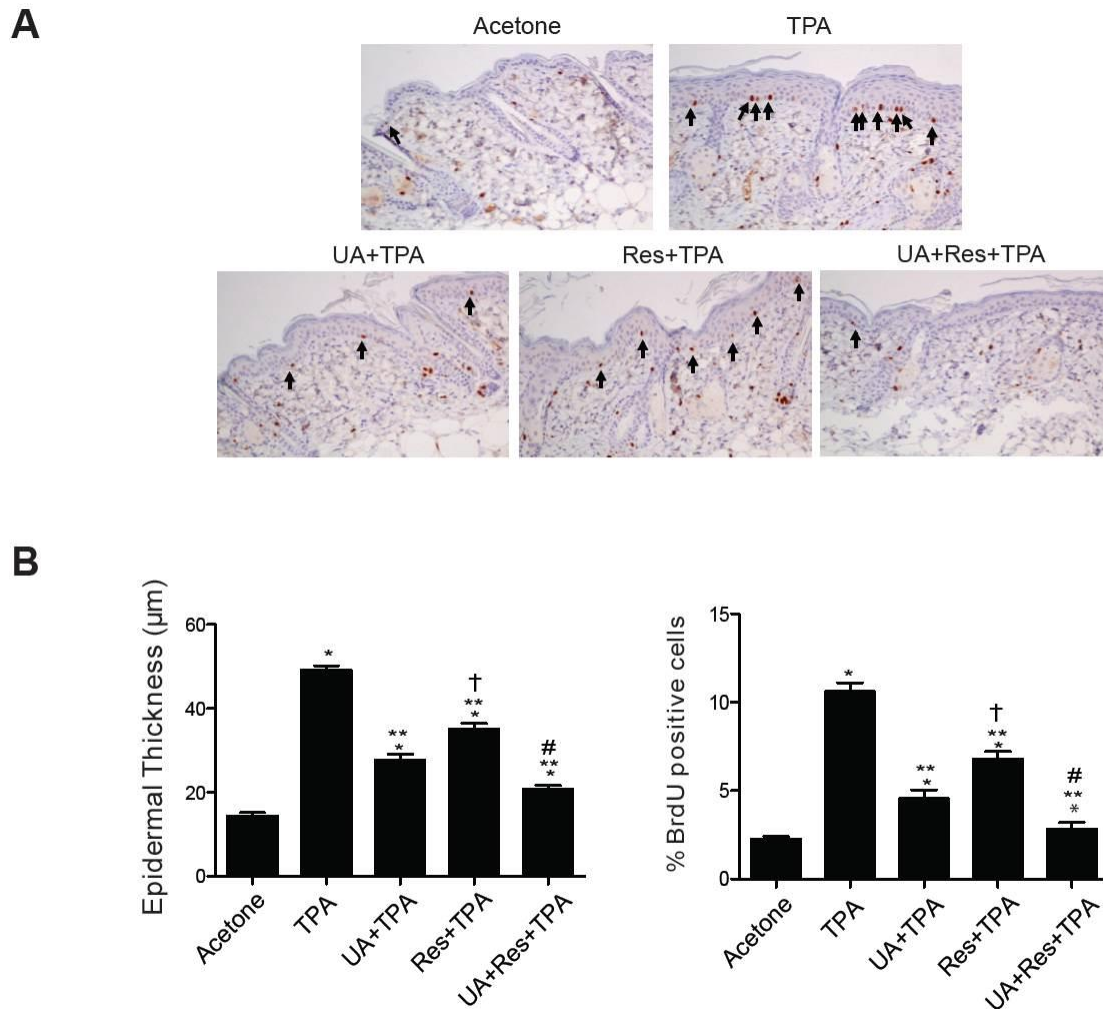 A
Acetone
TPA
UA+TPA
Res+TPA
UA+Res+TPA
B
Epidermal Thickness (µm)
60
40
20
0
*
**
*
†
**
*
#
**
*
Acetone
TPA
UA+TPA
Res+TPA
UA+Res+TPA
% BrdU positive cells
15
10
5
0
*
**
*
†
**
*
#
**
*
Acetone
TPA
UA+TPA
Res+TPA
UA+Res+TPA